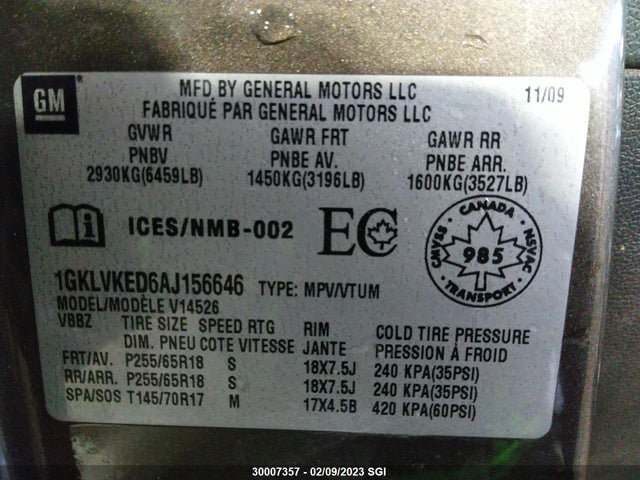 GM
MFD BY GENERAL MOTORS LLC 11/09
FABRIQUÉ PAR GENERAL MOTORS LLC
GVWR GAWR FRT GAWR RR
PNBV PNBE AV. PNBE ARR.
2930KG(6459LB) 1450KG(3196LB) 1600KG(3527LB)
i ICES/NMB-002 EC
CANADA
CMVSS 985 NSVAC
TRANSPORT
1GKLVKED6AJ156646 TYPE: MPV/VTUM
MODEL/MODÈLE V14526
VBBZ TIRE SIZE SPEED RTG RIM COLD TIRE PRESSURE
DIM. PNEU COTE VITESSE JANTE PRESSION À FROID
FRT/AV. P255/65R18 S 18X7.5J 240 KPA(35PSI)
RR/ARR. P255/65R18 S 18X7.5J 240 KPA(35PSI)
SPA/SOS T145/70R17 M 17X4.5B 420 KPA(60PSI)
30007357 - 02/09/2023 SGI